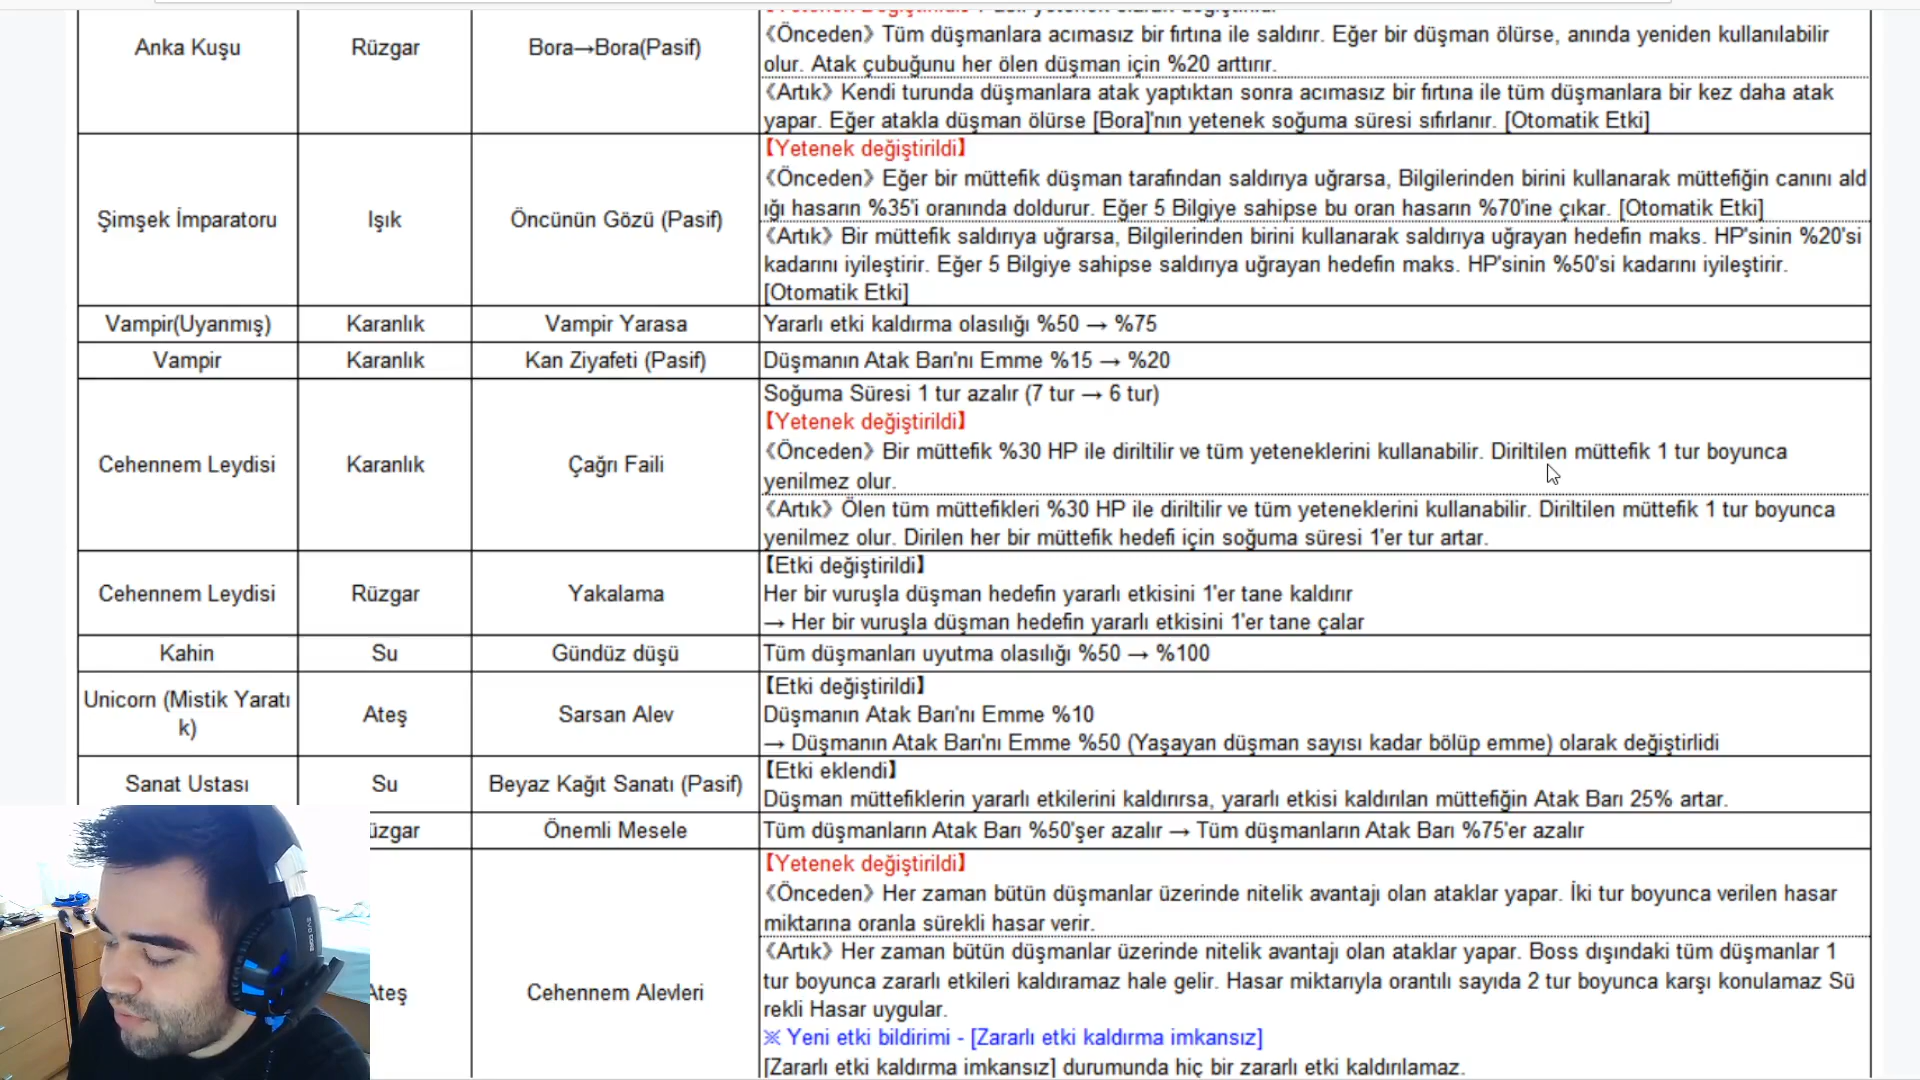 Anka Kuşu
Rüzgar
Bora→Bora(Pasif)
《Önceden》Tüm düşmanlara acımasız bir fırtına ile saldırır. Eğer bir düşman ölürse, anında yeniden kullanılabilir
olur. Atak çubuğunu her ölen düşman için %20 arttırır.
《Artık》Kendi turunda düşmanlara atak yaptıktan sonra acımasız bir fırtına ile tüm düşmanlara bir kez daha atak
yapar. Eğer atakla düşman ölürse [Bora]'nın yetenek soğuma süresi sıfırlanır. [Otomatik Etki]
Şimşek İmparatoru
Işık
Öncünün Gözü (Pasif)
【Yetenek değiştirildi】
《Önceden》Eğer bir müttefik düşman tarafından saldırıya uğrarsa, Bilgilerinden birini kullanarak müttefiğin canını ald
ığı hasarın %35'i oranında doldurur. Eğer 5 Bilgiye sahipse bu oran hasarın %70'ine çıkar. [Otomatik Etki]
《Artık》Bir müttefik saldırıya uğrarsa, Bilgilerinden birini kullanarak saldırıya uğrayan hedefin maks. HP'sinin %20'si
kadarını iyileştirir. Eğer 5 Bilgiye sahipse saldırıya uğrayan hedefin maks. HP'sinin %50'si kadarını iyileştirir.
[Otomatik Etki]
Vampir(Uyanmış)
Karanlık
Vampir Yarasa
Yararlı etki kaldırma olasılığı %50 → %75
Vampir
Karanlık
Kan Ziyafeti (Pasif)
Düşmanın Atak Barı'nı Emme %15 → %20
Cehennem Leydisi
Karanlık
Çağrı Faili
Soğuma Süresi 1 tur azalır (7 tur → 6 tur)
【Yetenek değiştirildi】
《Önceden》Bir müttefik %30 HP ile diriltilir ve tüm yeteneklerini kullanabilir. Diriltilen müttefik 1 tur boyunca
yenilmez olur.
《Artık》Ölen tüm müttefikleri %30 HP ile diriltilir ve tüm yeteneklerini kullanabilir. Diriltilen müttefik 1 tur boyunca
yenilmez olur. Dirilen her bir müttefik hedefi için soğuma süresi 1'er tur artar.
Cehennem Leydisi
Rüzgar
Yakalama
【Etki değiştirildi】
Her bir vuruşla düşman hedefin yararlı etkisini 1'er tane kaldırır
→ Her bir vuruşla düşman hedefin yararlı etkisini 1'er tane çalar
Kahin
Su
Gündüz düşü
Tüm düşmanları uyutma olasılığı %50 → %100
Unicorn (Mistik Yaratı
k)
Ateş
Sarsan Alev
【Etki değiştirildi】
Düşmanın Atak Barı'nı Emme %10
→ Düşmanın Atak Barı'nı Emme %50 (Yaşayan düşman sayısı kadar bölüp emme) olarak değiştirlidi
Sanat Ustası
Su
Beyaz Kağıt Sanatı (Pasif)
【Etki eklendi】
Düşman müttefiklerin yararlı etkilerini kaldırırsa, yararlı etkisi kaldırılan müttefiğin Atak Barı 25% artar.
üzgar
Önemli Mesele
Tüm düşmanların Atak Barı %50'şer azalır → Tüm düşmanların Atak Barı %75'er azalır
Ateş
Cehennem Alevleri
【Yetenek değiştirildi】
《Önceden》Her zaman bütün düşmanlar üzerinde nitelik avantajı olan ataklar yapar. İki tur boyunca verilen hasar
miktarına oranla sürekli hasar verir.
《Artık》Her zaman bütün düşmanlar üzerinde nitelik avantajı olan ataklar yapar. Boss dışındaki tüm düşmanlar 1
tur boyunca zararlı etkileri kaldıramaz hale gelir. Hasar miktarıyla orantılı sayıda 2 tur boyunca karşı konulamaz Sü
rekli Hasar uygular.
※ Yeni etki bildirimi - [Zararlı etki kaldırma imkansız]
[Zararlı etki kaldırma imkansız] durumunda hiç bir zararlı etki kaldırılamaz.